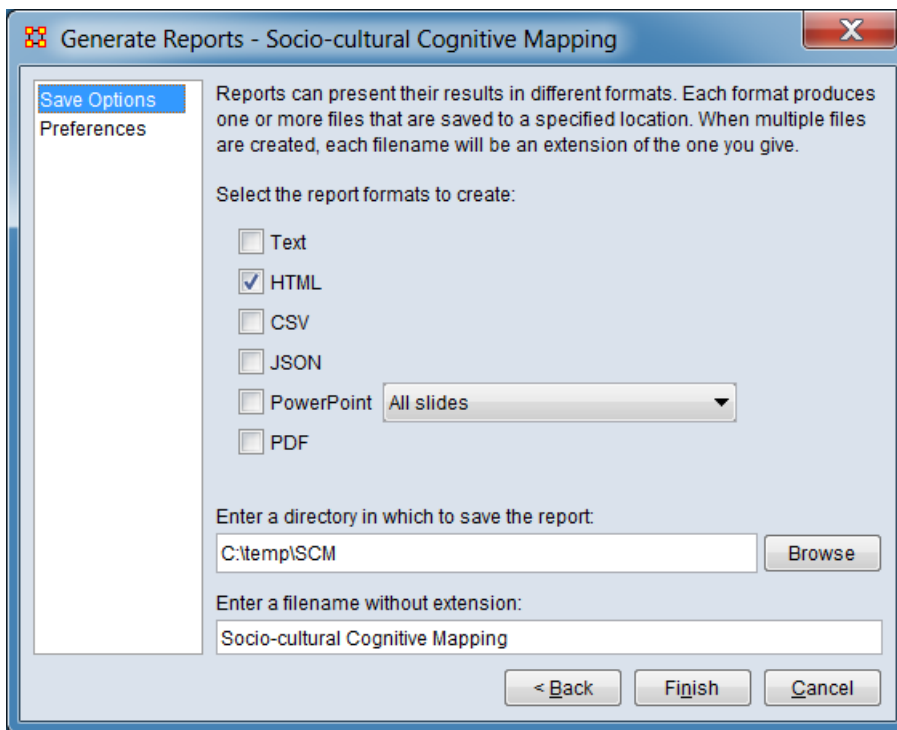 Generate Reports - Socio-cultural Cognitive Mapping
X
Save Options
Preferences
Reports can present their results in different formats. Each format produces
one or more files that are saved to a specified location. When multiple files
are created, each filename will be an extension of the one you give.
Select the report formats to create:
Text
HTML
CSV
JSON
PowerPoint All slides
PDF
Enter a directory in which to save the report:
C:\temp\SCM Browse
Enter a filename without extension:
Socio-cultural Cognitive Mapping
< Back Finish Cancel